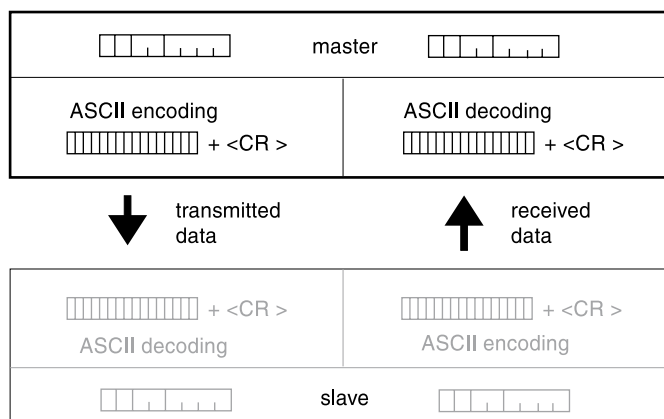 master
ASCII encoding
+ <CR >
ASCII decoding
+ <CR >
transmitted
data
received
data
+ <CR >
ASCII decoding
+ <CR >
ASCII encoding
slave